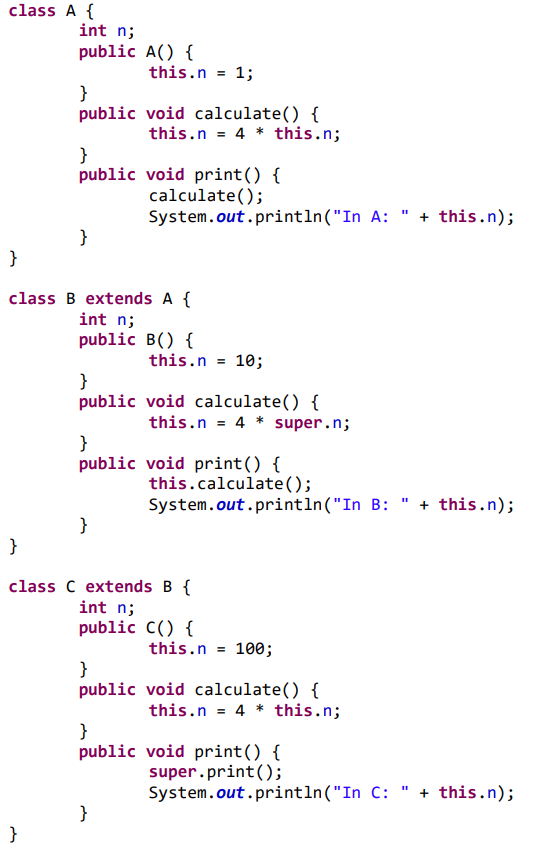 class A {
        int n;
        public A() {
                this.n = 1;
        }
        public void calculate() {
                this.n = 4 * this.n;
        }
        public void print() {
                calculate();
                System.out.println("In A: " + this.n);
        }
}

class B extends A {
        int n;
        public B() {
                this.n = 10;
        }
        public void calculate() {
                this.n = 4 * super.n;
        }
        public void print() {
                this.calculate();
                System.out.println("In B: " + this.n);
        }
}

class C extends B {
        int n;
        public C() {
                this.n = 100;
        }
        public void calculate() {
                this.n = 4 * this.n;
        }
        public void print() {
                super.print();
                System.out.println("In C: " + this.n);
        }
}